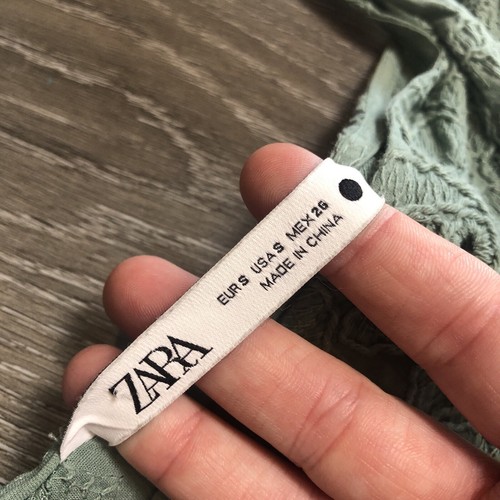 ZARA
EUR S USA S MEX 26
MADE IN CHINA